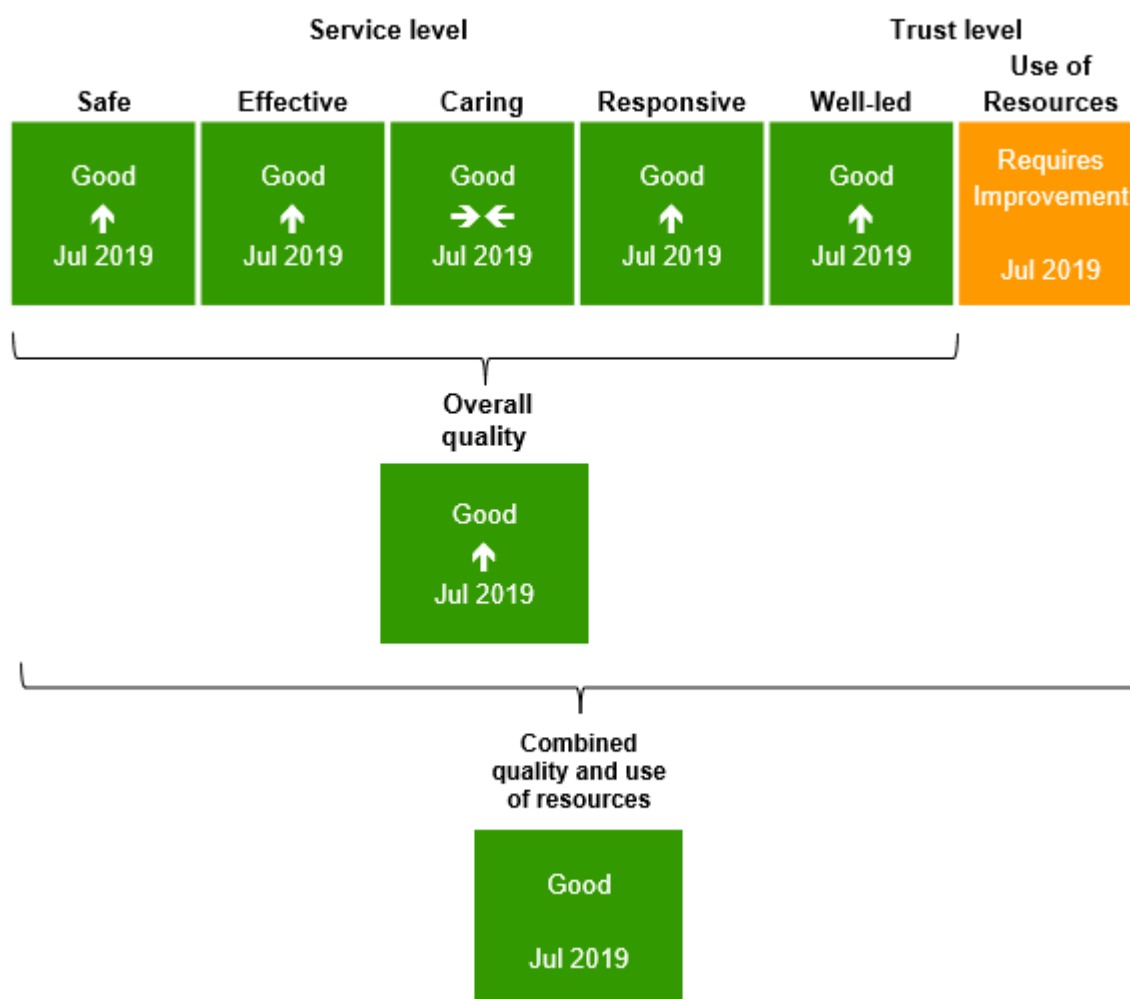 Service level
Trust level
Safe
Effective
Caring
Responsive
Well-led
Use of
Resources
Good
Jul 2019
Good
Jul 2019
Good
Jul 2019
Good
Jul 2019
Good
Jul 2019
Requires
Improvement
Jul 2019
Overall
quality
Good
Jul 2019
Combined
quality and use
of resources
Good
Jul 2019